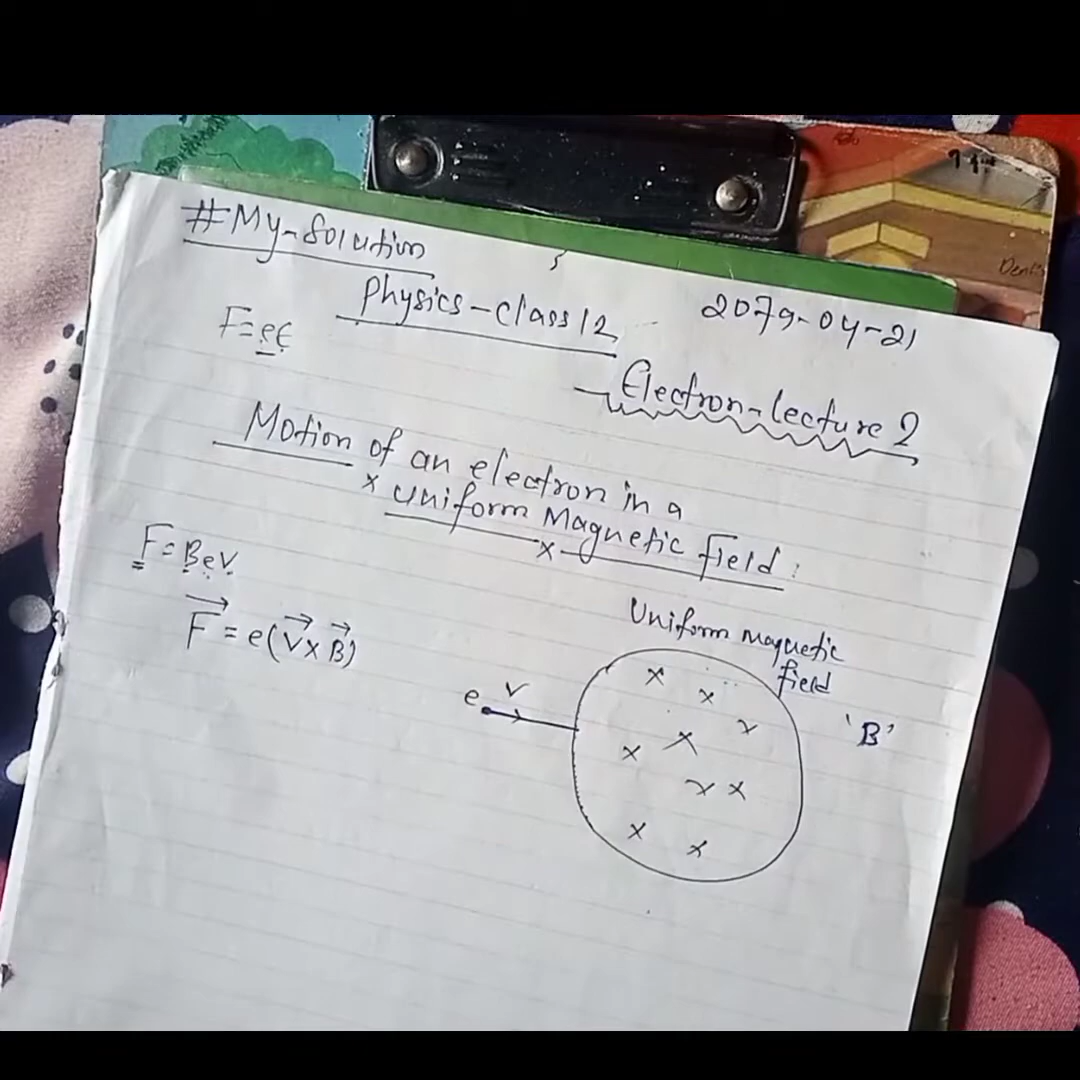 #My-Solution
Physics-class 12
2079-04-21
F=eE
Electron-lecture 2
Motion of an electron in a
uniform Magnetic Field:
F=BeV
F⃗ = e(V⃗ x B⃗)
Uniform magnetic
field
'B'
e V
x x
x x x
x x
x x